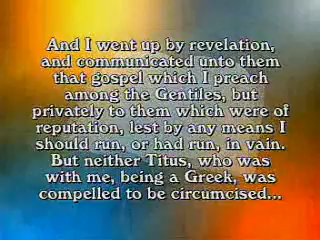 And I went up by revelation,
and communicated unto them
that gospel which I preach
among the Gentiles, but
privately to them which were of
reputation, lest by any means I
should run, or had run, in vain.
But neither Titus, who was
with me, being a Greek, was
compelled to be circumcised...